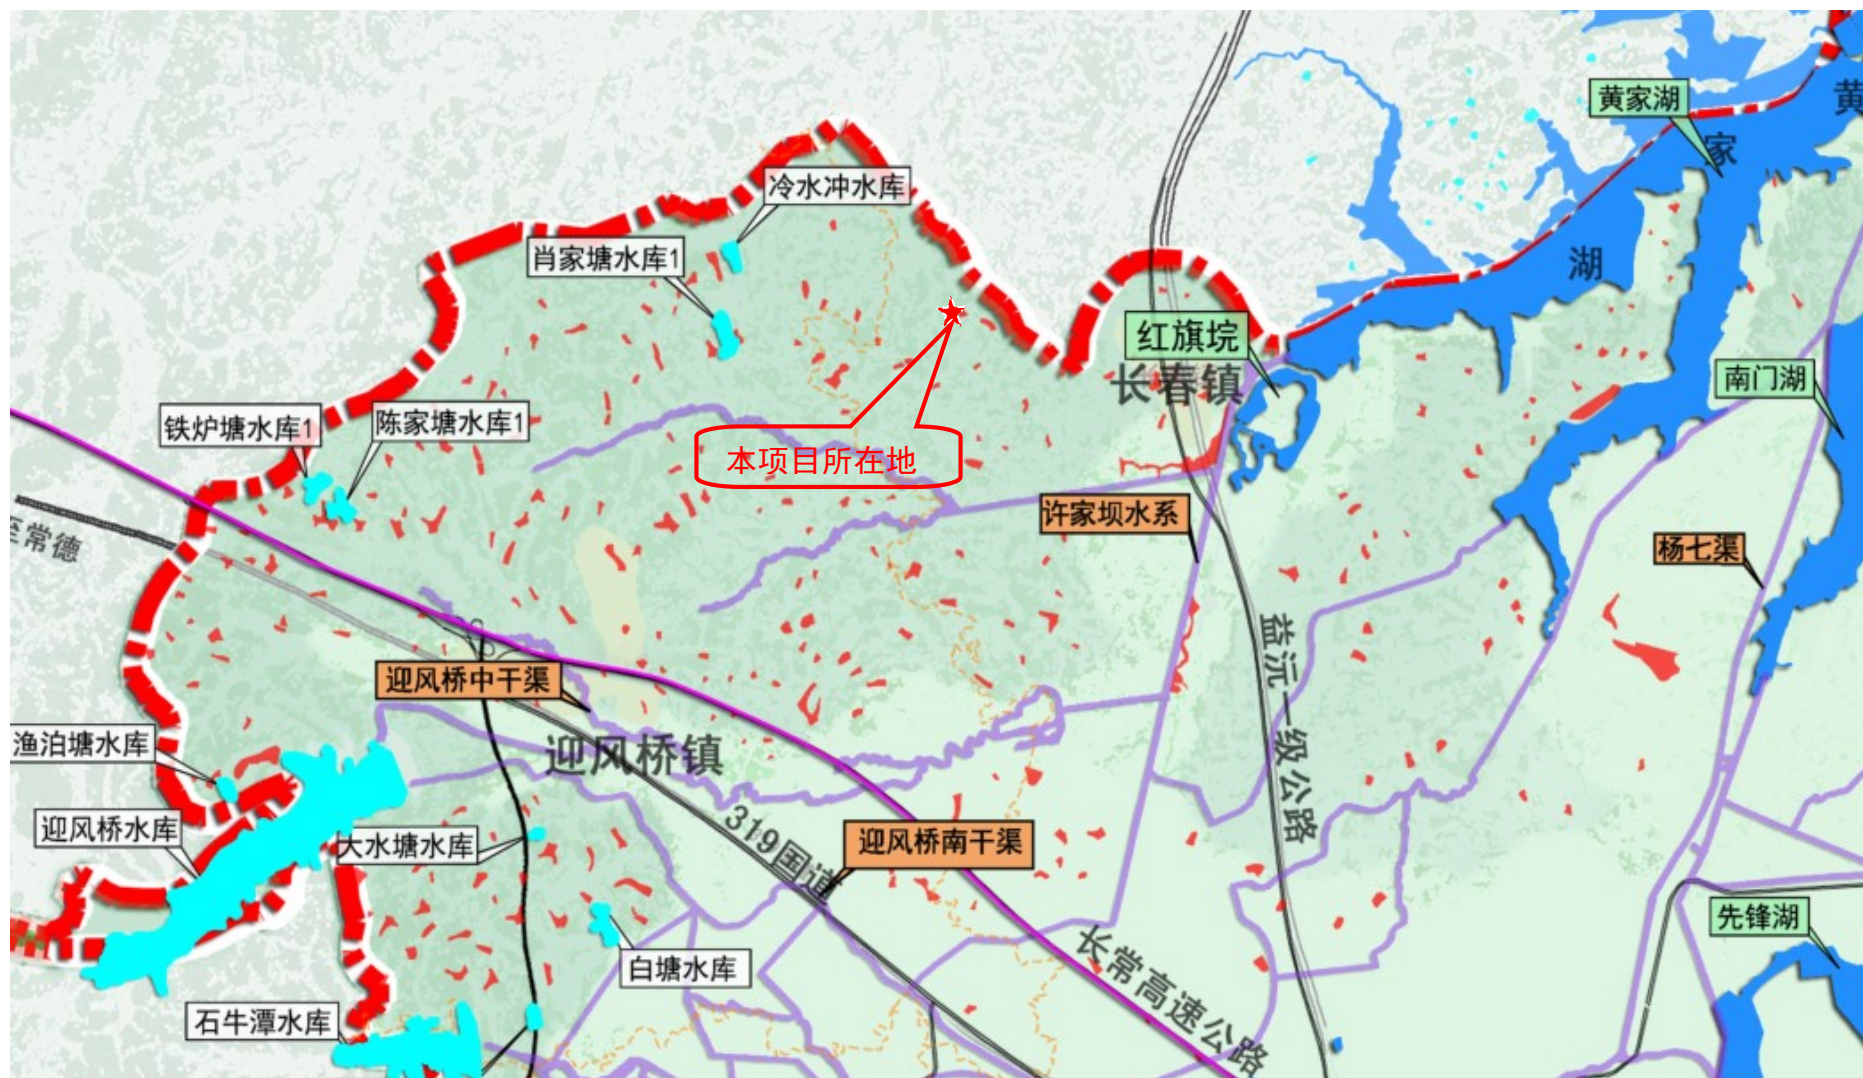 黄家湖
黄
家
冷水冲水库
肖家塘水库1
湖
红旗垸
长春镇
南门湖
铁炉塘水库1
陈家塘水库1
本项目所在地
许家坝水系
至常德
杨七渠
益沅一级公路
迎风桥中干渠
渔泊塘水库
迎风桥镇
迎风桥水库
大水塘水库
319国道
迎风桥南干渠
先锋湖
长常高速公路
白塘水库
石牛潭水库